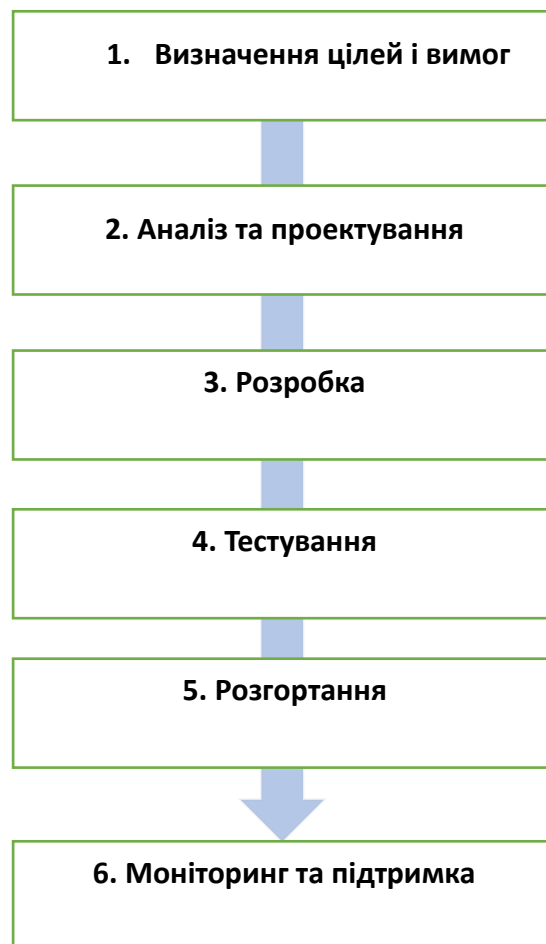 1. Визначення цілей і вимог
2. Аналіз та проектування
3. Розробка
4. Тестування
5. Розгортання
6. Моніторинг та підтримка